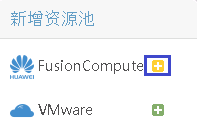 新增资源池
HUAWEI
FusionCompute
VMware